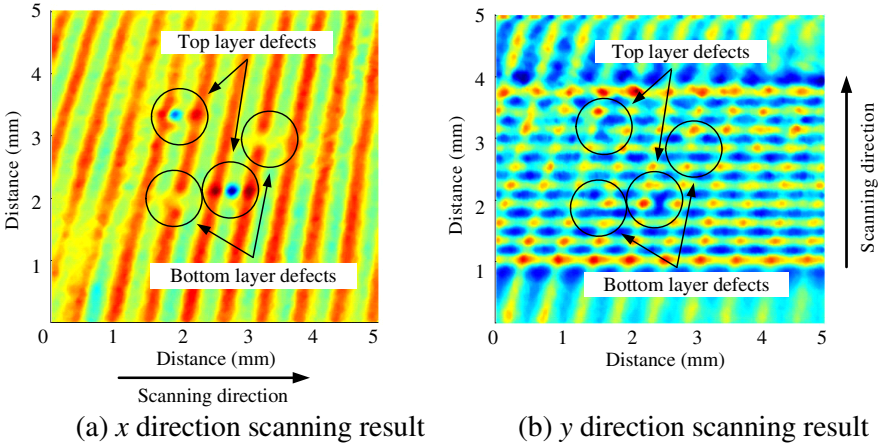 5
4
3
2
1
Distance (mm)
Top layer defects
Bottom layer defects
0 1 2 3 4 5
Distance (mm)
Scanning direction
(a) x direction scanning result
5
4
3
2
1
Distance (mm)
Top layer defects
Bottom layer defects
Scanning direction
0 1 2 3 4 5
Distance (mm)
(b) y direction scanning result